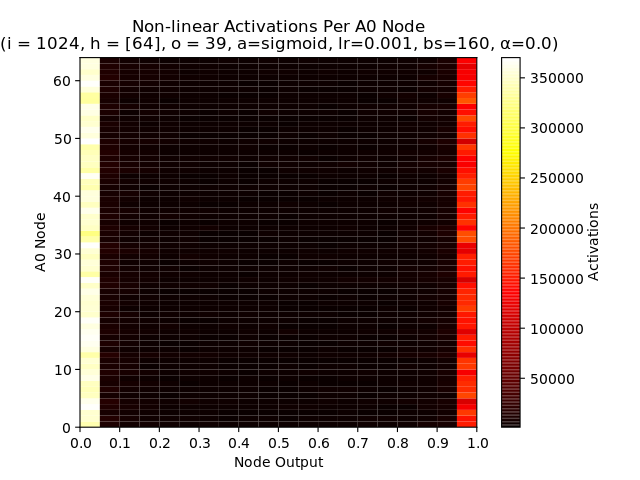 Non-linear Activations Per A0 Node
(i = 1024, h = [64], o = 39, a=sigmoid, lr=0.001, bs=160, α=0.0)
60
50
40
30
20
10
0
A0 Node
0.0 0.1 0.2 0.3 0.4 0.5 0.6 0.7 0.8 0.9 1.0
Node Output
350000
300000
250000
200000
150000
100000
50000
Activations